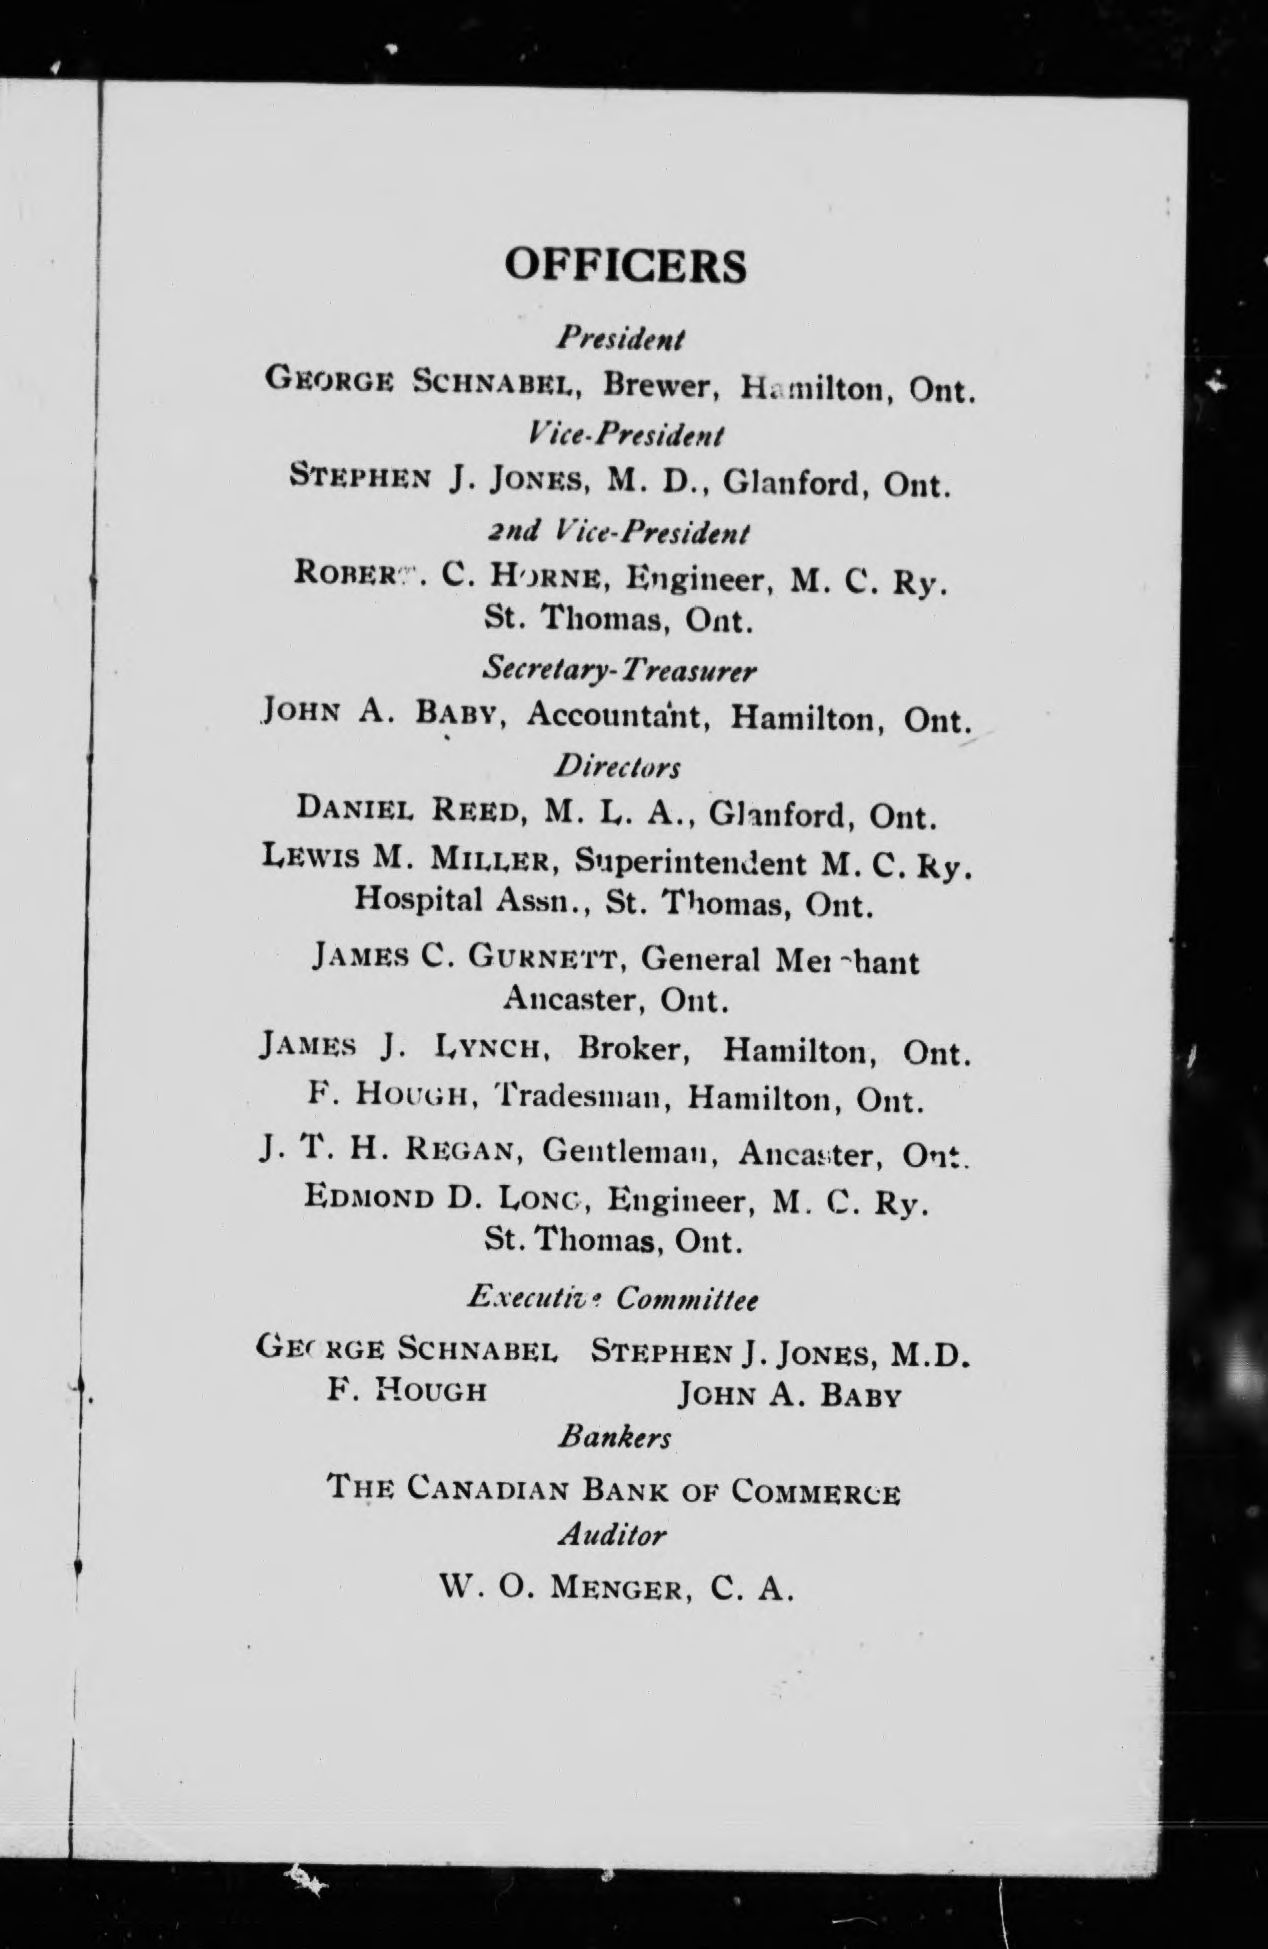 OFFICERS
President
GEORGE SCHNABEL, Brewer, Hamilton, Ont.
Vice-President
STEPHEN J. JONES, M. D., Glanford, Ont.
2nd Vice-President
ROBERT. C. HORNE, Engineer, M. C. Ry.
St. Thomas, Ont.
Secretary-Treasurer
JOHN A. BABY, Accountant, Hamilton, Ont.
Directors
DANIEL REED, M. L. A., Glanford, Ont.
LEWIS M. MILLER, Superintendent M. C. Ry.
Hospital Assn., St. Thomas, Ont.
JAMES C. GURNETT, General Merchant
Ancaster, Ont.
JAMES J. LYNCH, Broker, Hamilton, Ont.
F. HOUGH, Tradesman, Hamilton, Ont.
J. T. H. REGAN, Gentleman, Ancaster, Ont.
EDMOND D. LONG, Engineer, M. C. Ry.
St. Thomas, Ont.
Executive Committee
GEORGE SCHNABEL STEPHEN J. JONES, M.D.
F. HOUGH JOHN A. BABY
Bankers
THE CANADIAN BANK OF COMMERCE
Auditor
W. O. MENGER, C. A.